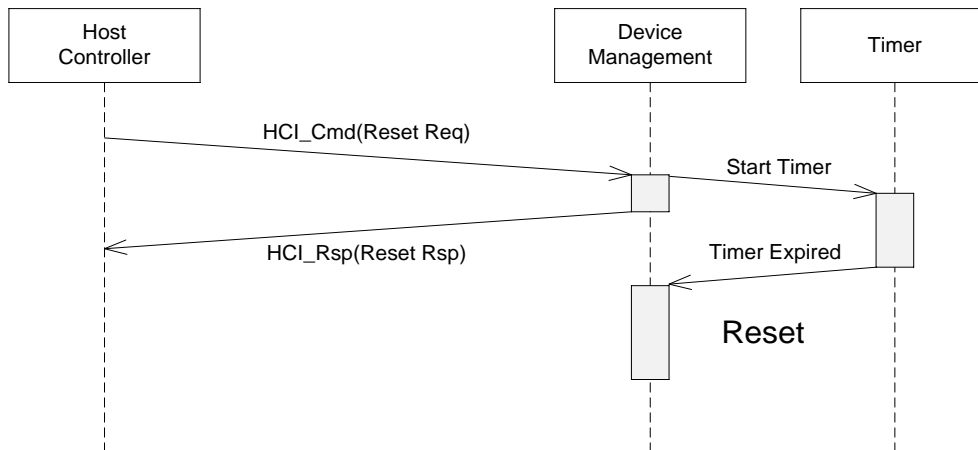 Host
Controller
Device
Management
Timer
HCI_Cmd(Reset Req)
Start Timer
HCI_Rsp(Reset Rsp)
Timer Expired
Reset